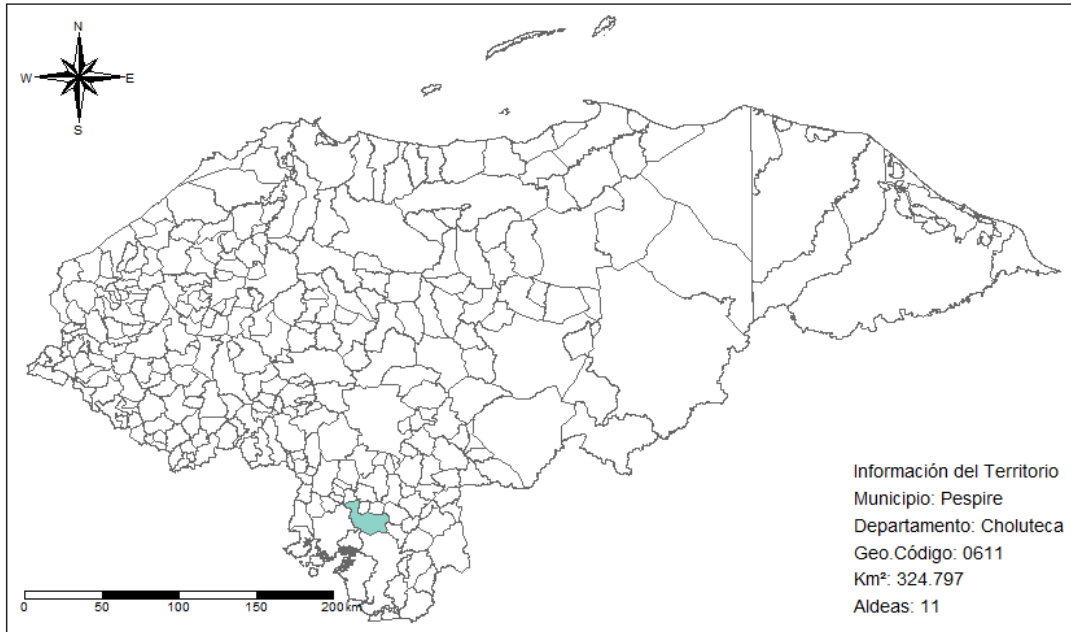 N
W E
S
Información del Territorio
Municipio: Pespire
Departamento: Choluteca
Geo.Código: 0611
Km²: 324.797
Aldeas: 11
0 50 100 150 200 km